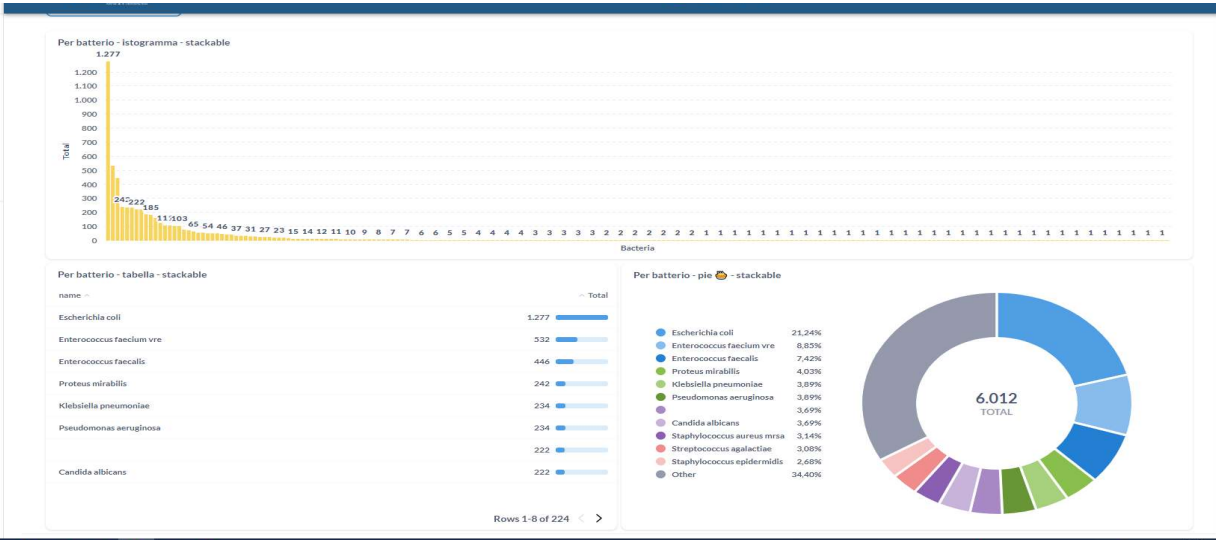 Per batterio - istogramma - stackable
1.277
1.200
1.100
1.000
900
800
700
600
500
400
300
200
100
0
Total
242 222 185 111 103 65 54 46 37 31 27 23 15 14 12 11 10 9 8 7 7 6 6 5 5 4 4 4 4 3 3 3 3 3 2 2 2 2 2 2 2 1 1 1 1 1 1 1 1 1 1 1 1 1 1 1 1 1 1 1 1 1 1 1 1 1 1 1 1 1 1 1 1 1
Bacteria
Per batterio - tabella - stackable
name Total
Escherichia coli 1.277
Enterococcus faecium vre 532
Enterococcus faecalis 446
Proteus mirabilis 242
Klebsiella pneumoniae 234
Pseudomonas aeruginosa 234
222
Candida albicans 222
Rows 1-8 of 224
Per batterio - pie - stackable
Escherichia coli 21,24%
Enterococcus faecium vre 8,85%
Enterococcus faecalis 7,42%
Proteus mirabilis 4,03%
Klebsiella pneumoniae 3,89%
Pseudomonas aeruginosa 3,89%
3,69%
Candida albicans 3,69%
Staphylococcus aureus mrsa 3,14%
Streptococcus agalactiae 3,08%
Staphylococcus epidermidis 2,68%
Other 34,40%
6.012
TOTAL